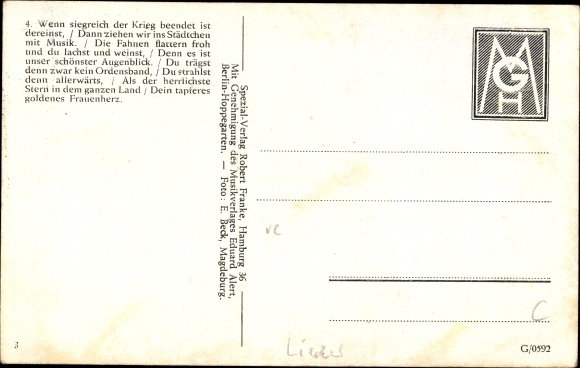 4. Wenn siegreich der Krieg beendet ist
dereinst, / Dann ziehen wir ins Städtchen
mit Musik. / Die Fahnen flattern froh
und du lachst und weinst, / Denn es ist
unser schönster Augenblick. / Du trägst
denn zwar kein Ordensband, / Du strahlst
denn allerwärts, / Als der herrlichste
Stern in dem ganzen Land / Dein tapferes
goldenes Frauenherz.
Spezial-Verlag Robert Franke, Hamburg 36
Mit Genehmigung des Musikverlages Eduard Alert,
Berlin-Hoppegarten. — Foto: E. Beck, Magdeburg.
M G H
C
3
G/0592